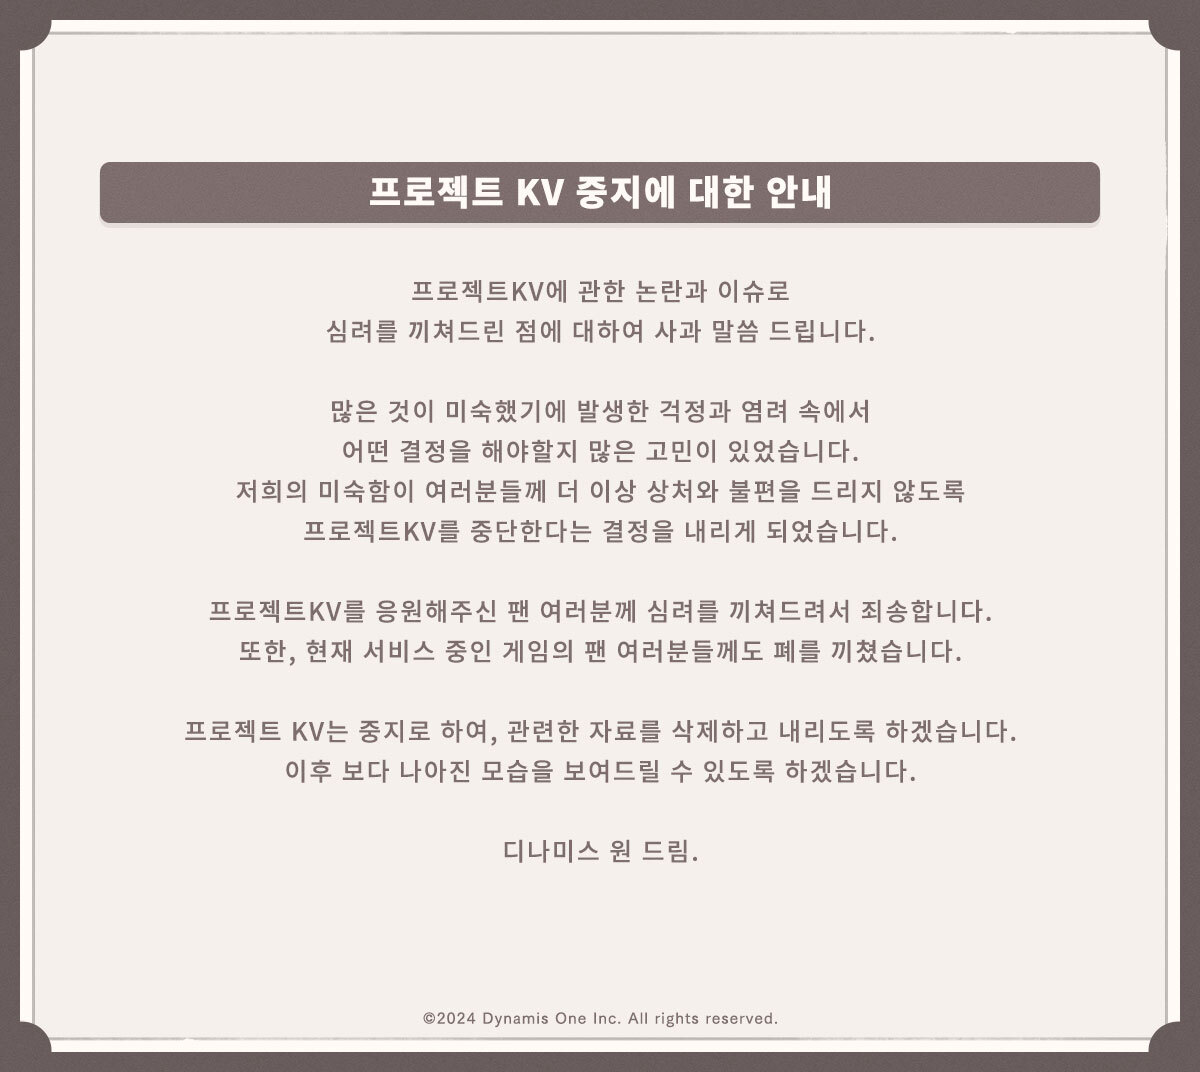 프로젝트 KV 중지에 대한 안내
프로젝트KV에 관한 논란과 이슈로
심려를 끼쳐드린 점에 대하여 사과 말씀 드립니다.
많은 것이 미숙했기에 발생한 걱정과 염려 속에서
어떤 결정을 해야할지 많은 고민이 있었습니다.
저희의 미숙함이 여러분들께 더 이상 상처와 불편을 드리지 않도록
프로젝트KV를 중단한다는 결정을 내리게 되었습니다.
프로젝트KV를 응원해주신 팬 여러분께 심려를 끼쳐드려서 죄송합니다.
또한, 현재 서비스 중인 게임의 팬 여러분들께도 폐를 끼쳤습니다.
프로젝트 KV는 중지로 하여, 관련한 자료를 삭제하고 내리도록 하겠습니다.
이후 보다 나아진 모습을 보여드릴 수 있도록 하겠습니다.
디나미스 원 드림.
©2024 Dynamis One Inc. All rights reserved.